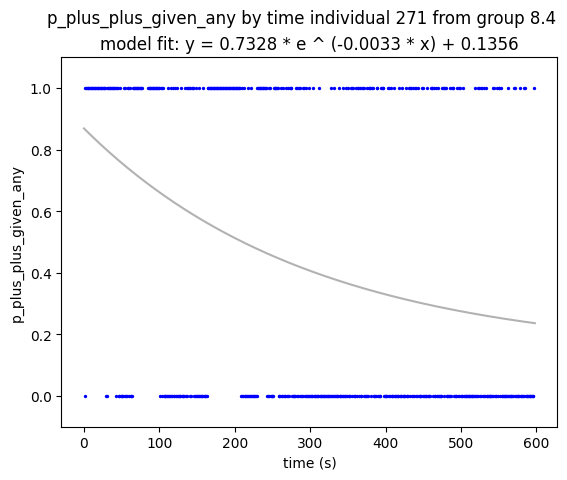 p_plus_plus_given_any by time individual 271 from group 8.4
model fit: y = 0.7328 * e ^ (-0.0033 * x) + 0.1356
1.0
0.8
0.6
0.4
0.2
0.0
p_plus_plus_given_any
0 100 200 300 400 500 600
time (s)